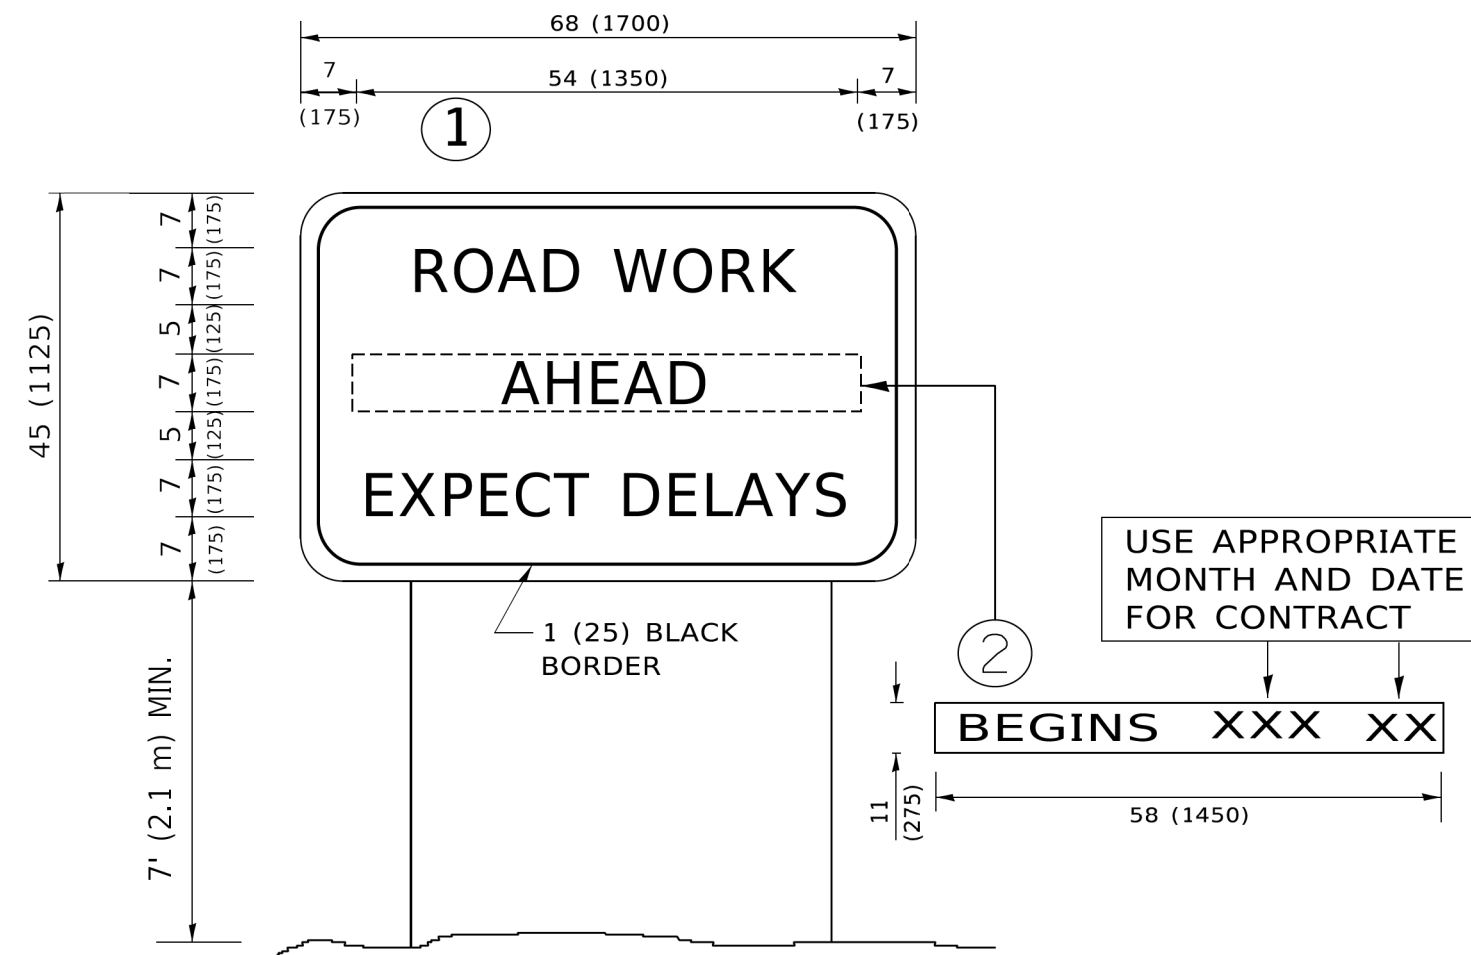 68 (1700)
7
54 (1350)
7
(175)
(175)
1
45 (1125)
7 (175)
7 (175)
5 (125)
7 (175)
5 (125)
7 (175)
7 (175)
ROAD WORK
AHEAD
EXPECT DELAYS
1 (25) BLACK
BORDER
7' (2.1 m) MIN.
2
USE APPROPRIATE
MONTH AND DATE
FOR CONTRACT
BEGINS XXX XX
11
(275)
58 (1450)